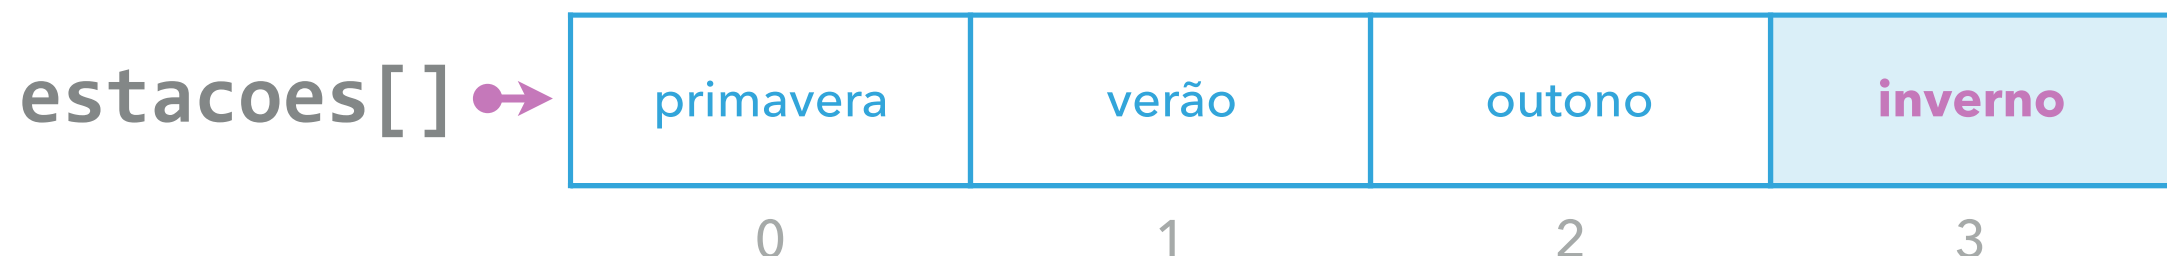 estacoes[] primavera verão outono inverno
0 1 2 3